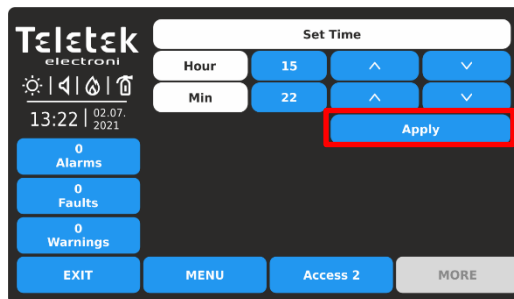 Teletek
electroni
Set Time
Hour
15
Min
22
Apply
13:22
02.07.
2021
0
Alarms
0
Faults
0
Warnings
EXIT
MENU
Access 2
MORE